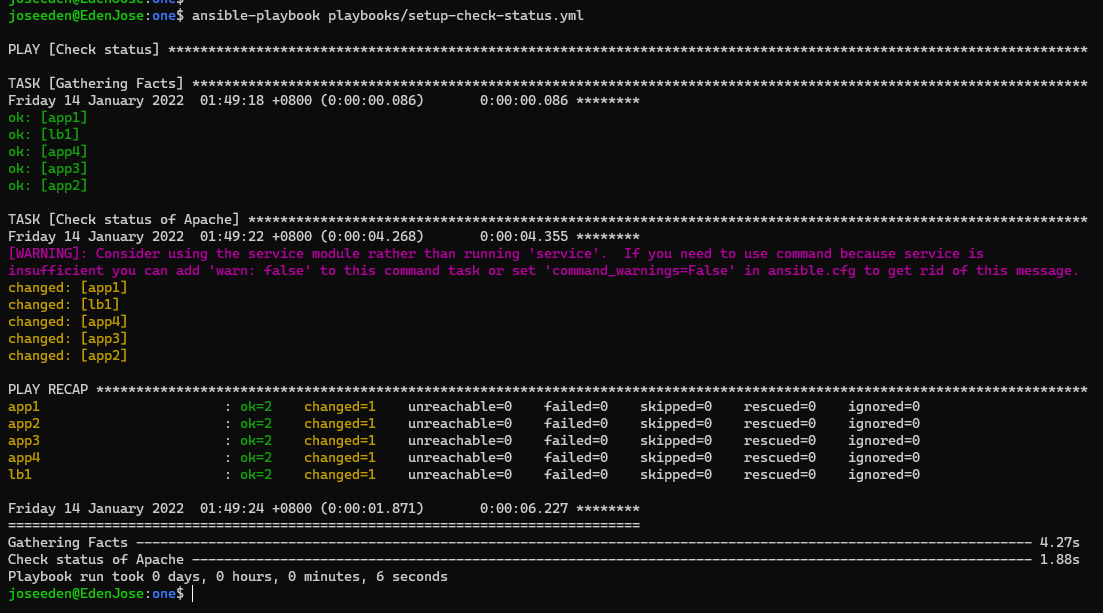 joseeden@EdenJose:one$ ansible-playbook playbooks/setup-check-status.yml
PLAY [Check status] *******************************************************************************************************************
TASK [Gathering Facts] ****************************************************************************************************************
Friday 14 January 2022  01:49:18 +0800 (0:00:00.086)       0:00:00.086 ********
ok: [app1]
ok: [lb1]
ok: [app4]
ok: [app3]
ok: [app2]
TASK [Check status of Apache] *********************************************************************************************************
Friday 14 January 2022  01:49:22 +0800 (0:00:04.268)       0:00:04.355 ********
[WARNING]: Consider using the service module rather than running 'service'.  If you need to use command because service is
insufficient you can add 'warn: false' to this command task or set 'command_warnings=False' in ansible.cfg to get rid of this message.
changed: [app1]
changed: [lb1]
changed: [app4]
changed: [app3]
changed: [app2]
PLAY RECAP ****************************************************************************************************************************
app1                       : ok=2    changed=1    unreachable=0    failed=0    skipped=0    rescued=0    ignored=0
app2                       : ok=2    changed=1    unreachable=0    failed=0    skipped=0    rescued=0    ignored=0
app3                       : ok=2    changed=1    unreachable=0    failed=0    skipped=0    rescued=0    ignored=0
app4                       : ok=2    changed=1    unreachable=0    failed=0    skipped=0    rescued=0    ignored=0
lb1                        : ok=2    changed=1    unreachable=0    failed=0    skipped=0    rescued=0    ignored=0
Friday 14 January 2022  01:49:24 +0800 (0:00:01.871)       0:00:06.227 ********
===============================================================================
Gathering Facts ---------------------------------------------------------------------------------------------------------------- 4.27s
Check status of Apache --------------------------------------------------------------------------------------------------------- 1.88s
Playbook run took 0 days, 0 hours, 0 minutes, 6 seconds
joseeden@EdenJose:one$